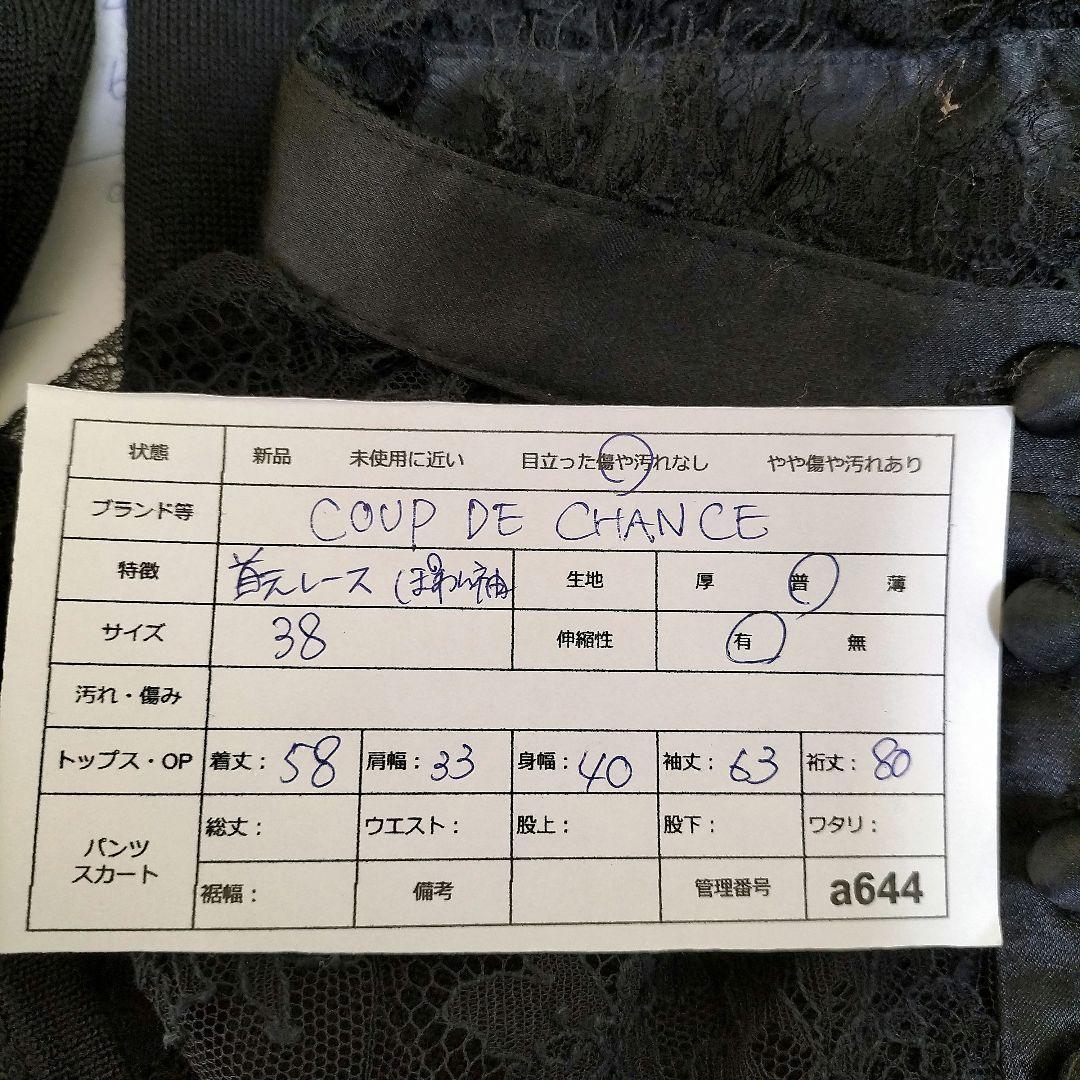 状態 新品 未使用に近い 目立った傷や汚れなし やや傷や汚れあり
ブランド等 COUP DE CHANCE
特徴 首元レース ぽわん袖 生地 厚 普 薄
サイズ 38 伸縮性 有 無
汚れ・傷み
トップス・OP 着丈: 58 肩幅: 33 身幅: 40 袖丈: 63 裄丈: 80
パンツ
スカート
総丈: ウエスト: 股上: 股下: ワタリ:
裾幅: 備考 管理番号 a644